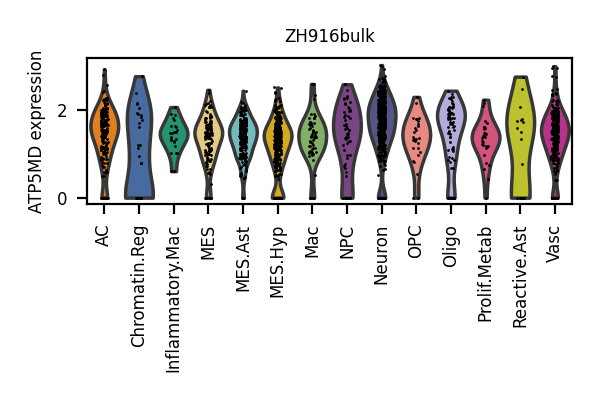 ZH916bulk
ATP5MD expression
2
0
AC
Chromatin.Reg
Inflammatory.Mac
MES
MES.Ast
MES.Hyp
Mac
NPC
Neuron
OPC
Oligo
Prolif.Metab
Reactive.Ast
Vasc